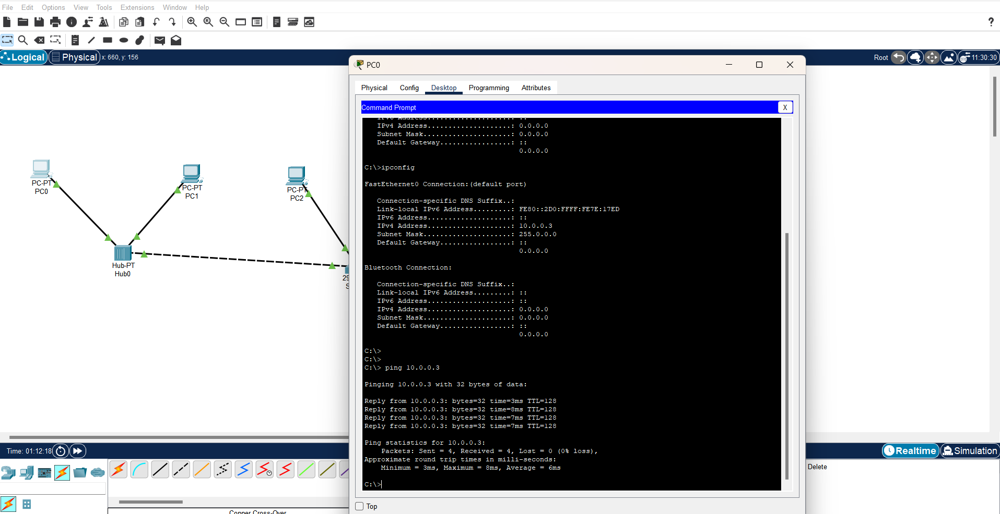 File Edit Options View Tools Extensions Window Help
?
Logical Physical x: 660, y: 156
Root 11:30:30
PC-PT
PC0
PC-PT
PC1
PC-PT
PC2
Hub-PT
Hub0
29
S
PC0
Physical Config Desktop Programming Attributes
Command Prompt X
IPv6 Address....................: ::
IPv4 Address....................: 0.0.0.0
Subnet Mask.....................: 0.0.0.0
Default Gateway.................: ::
0.0.0.0
C:\>ipconfig
FastEthernet0 Connection:(default port)
Connection-specific DNS Suffix..:
Link-local IPv6 Address.........: FE80::2D0:FFFF:FE7E:17ED
IPv6 Address....................: ::
IPv4 Address....................: 10.0.0.3
Subnet Mask.....................: 255.0.0.0
Default Gateway.................: ::
0.0.0.0
Bluetooth Connection:
Connection-specific DNS Suffix..:
Link-local IPv6 Address.........: ::
IPv6 Address....................: ::
IPv4 Address....................: 0.0.0.0
Subnet Mask.....................: 0.0.0.0
Default Gateway.................: ::
0.0.0.0
C:\>
C:\>
C:\> ping 10.0.0.3
Pinging 10.0.0.3 with 32 bytes of data:
Reply from 10.0.0.3: bytes=32 time=3ms TTL=128
Reply from 10.0.0.3: bytes=32 time=8ms TTL=128
Reply from 10.0.0.3: bytes=32 time=7ms TTL=128
Reply from 10.0.0.3: bytes=32 time=7ms TTL=128
Ping statistics for 10.0.0.3:
Packets: Sent = 4, Received = 4, Lost = 0 (0% loss),
Approximate round trip times in milli-seconds:
Minimum = 3ms, Maximum = 8ms, Average = 6ms
C:\>
Top
Time: 01:12:18
Realtime Simulation
Delete
Copper Cross-Over